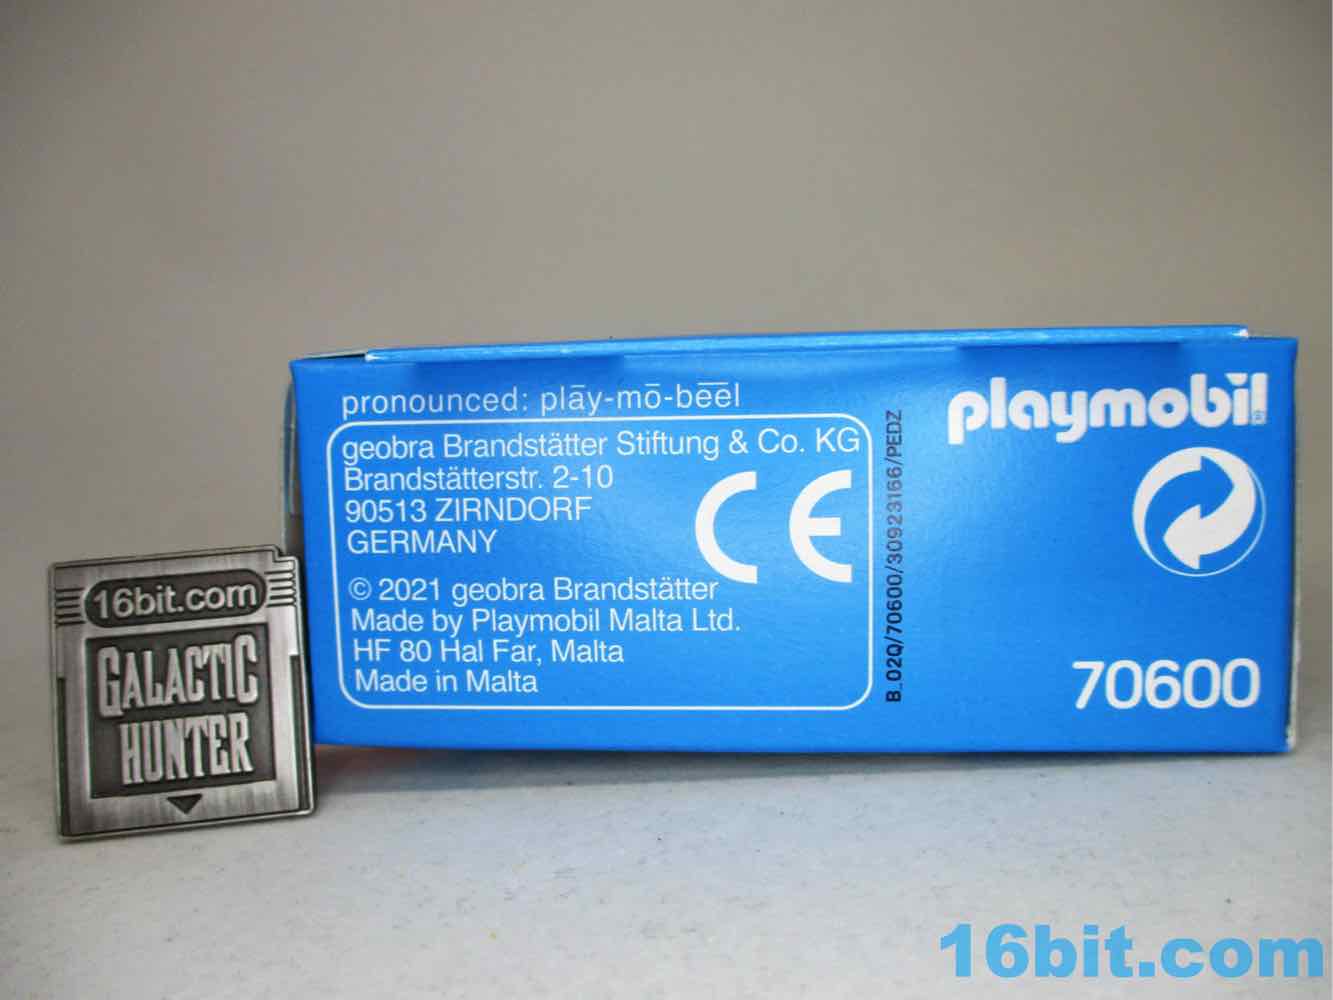 pronounced: plāy-mō-bēēl
geobra Brandstätter Stiftung & Co. KG
Brandstätterstr. 2-10
90513 ZIRNDORF
GERMANY
CE
© 2021 geobra Brandstätter
Made by Playmobil Malta Ltd.
HF 80 Hal Far, Malta
Made in Malta
B_02Q/70600/30923166/PEDZ
playmobil®
70600
16bit.com
GALACTIC
HUNTER
16bit.com